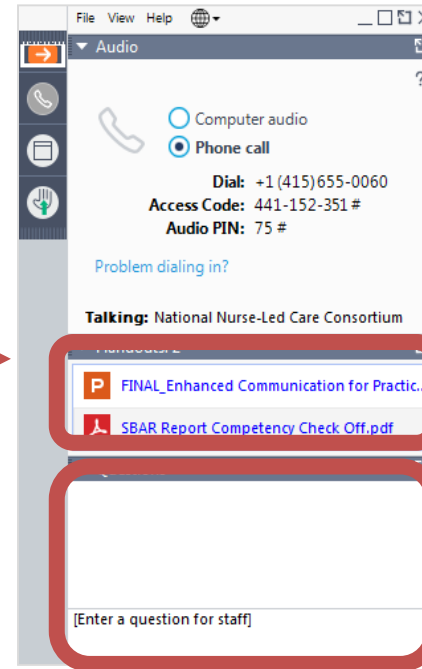 File View Help
Audio
?
Computer audio
Phone call
Dial: +1 (415) 655-0060
Access Code: 441-152-351 #
Audio PIN: 75 #
Problem dialing in?
Talking: National Nurse-Led Care Consortium
P FINAL_Enhanced Communication for Practic...
SBAR Report Competency Check Off.pdf
[Enter a question for staff]